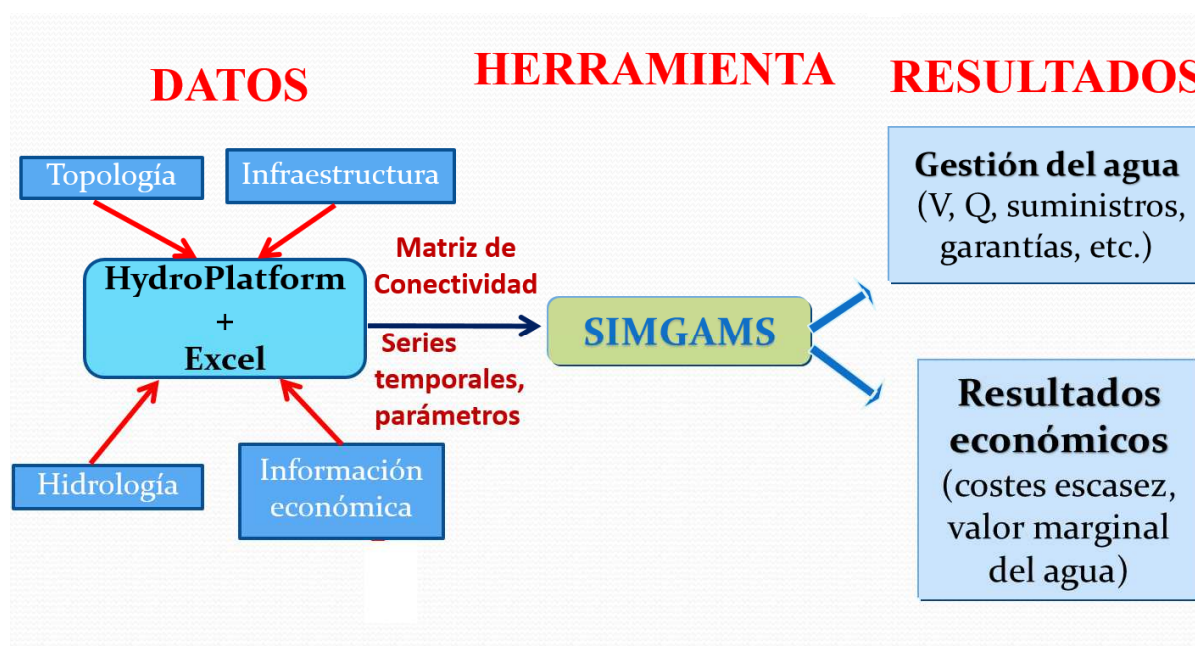 DATOS
HERRAMIENTA
RESULTADOS
Topología
Infraestructura
HydroPlatform
+
Excel
Hidrología
Información
económica
Matriz de
Conectividad
Series
temporales,
parámetros
SIMGAMS
Gestión del agua
(V, Q, suministros,
garantías, etc.)
Resultados
económicos
(costes escasez,
valor marginal
del agua)